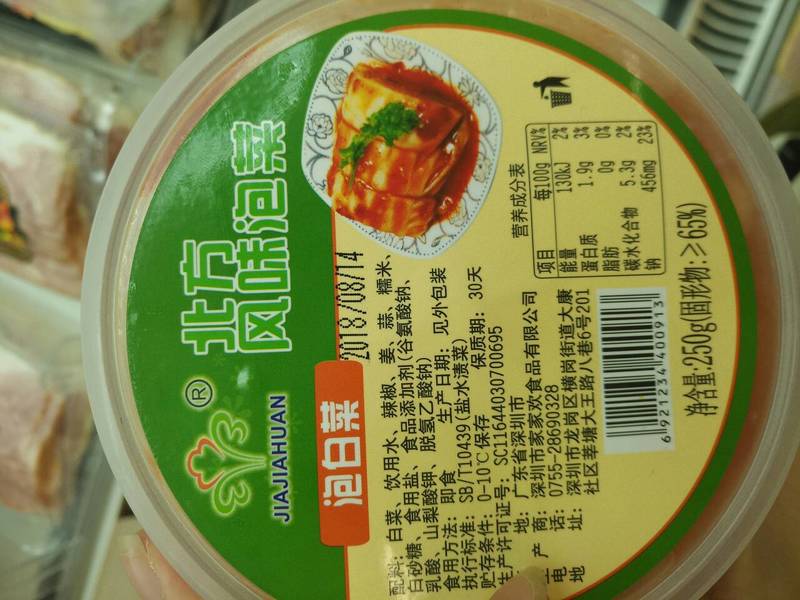 北方
风味泡菜
®
JIAJIAHUAN
泡白菜
2018/08/14
配料: 白菜、饮用水、辣椒、姜、蒜、糯米、
白砂糖、食用盐、食品添加剂(谷氨酸钠、
乳酸、山梨酸钾、脱氢乙酸钠)
食用方法: 即食 生产日期: 见外包装
执行标准: SB/T10439(盐水渍菜)
贮存条件: 0-10℃保存 保质期: 30天
生产许可证号: SC11644030700695
地: 广东省深圳市
产 商: 深圳市家家欢食品有限公司
电 话: 0755-28690328
地 址: 深圳市龙岗区横岗街道大康
社区莘塘大王路八巷6号201
营养成分表
项目 每100g NRV%
能量 130kJ 2%
蛋白质 1.9g 3%
脂肪 0g 0%
碳水化合物 5.3g 2%
钠 456mg 23%
6921234400913
净含量:250g(固形物:≥65%)